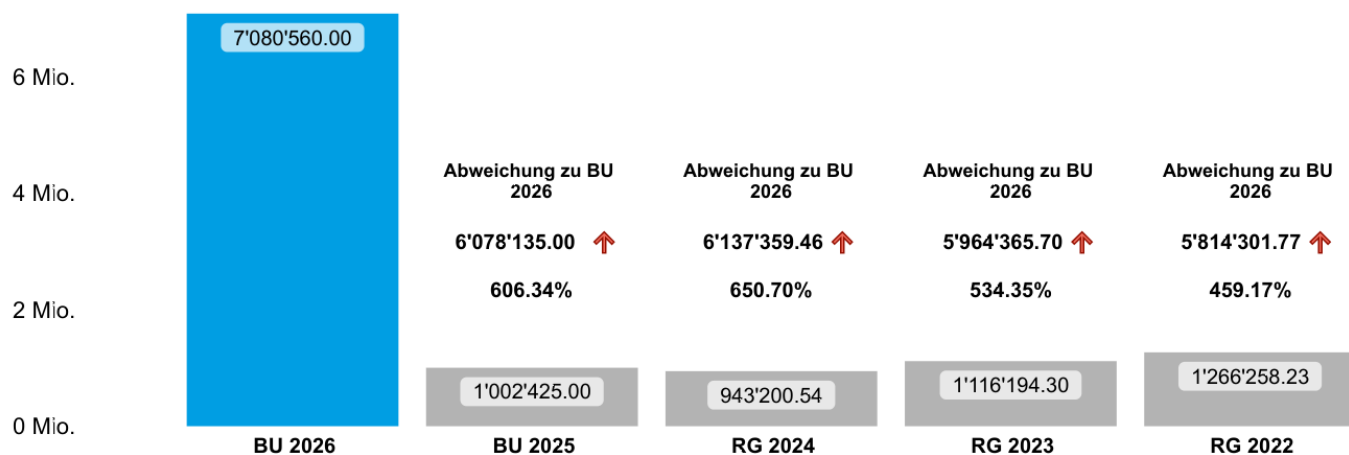 7'080'560.00
6 Mio.
Abweichung zu BU 2026
Abweichung zu BU 2026
Abweichung zu BU 2026
Abweichung zu BU 2026
4 Mio.
6'078'135.00
6'137'359.46
5'964'365.70
5'814'301.77
606.34%
650.70%
534.35%
459.17%
2 Mio.
1'002'425.00
943'200.54
1'116'194.30
1'266'258.23
0 Mio.
BU 2026
BU 2025
RG 2024
RG 2023
RG 2022